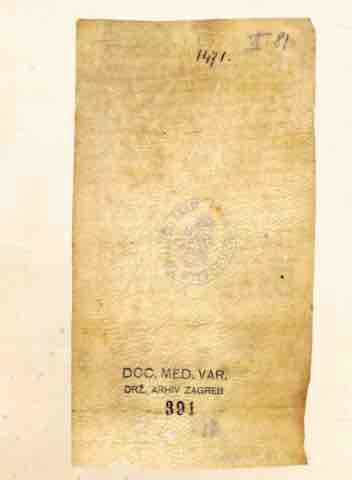 1471.
DOC. MED. VAR.
DRŽ. ARHIV ZAGREB
391